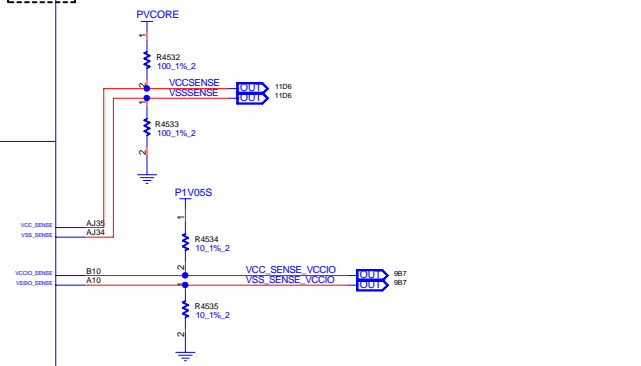 PVCORE
1
R4532
100_1%_2
2
VCCSENSE
OUT
11D6
VSSSENSE
OUT
11D6
1
R4533
100_1%_2
2
P1V05S
VCC_SENSE
AJ35
VSS_SENSE
AJ34
1
R4534
10_1%_2
2
VCCIO_SENSE
B10
VCC_SENSE_VCCIO
OUT
9B7
VSSIO_SENSE
A10
VSS_SENSE_VCCIO
OUT
9B7
1
R4535
10_1%_2
2